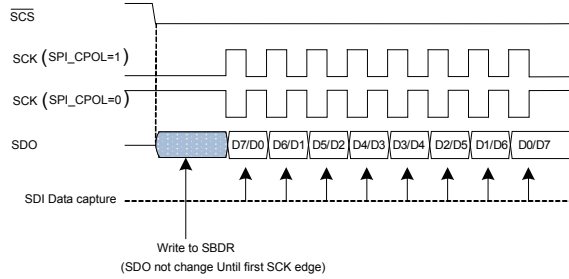 SCS
SCK (SPI_CPOL=1)
SCK (SPI_CPOL=0)
SDO
D7/D0 D6/D1 D5/D2 D4/D3 D3/D4 D2/D5 D1/D6 D0/D7
SDI Data capture
Write to SBDR
(SDO not change Until first SCK edge)